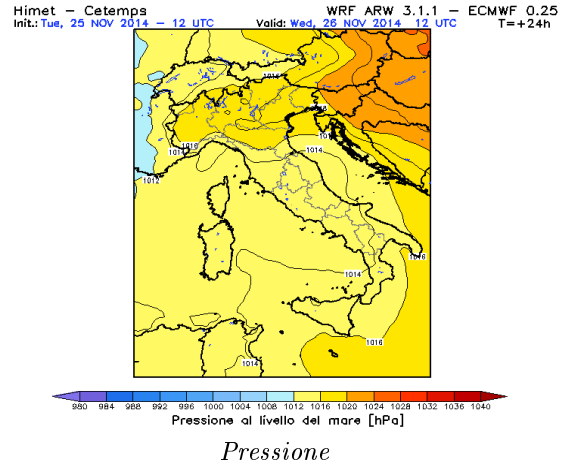 Himet – Cetemps WRF ARW 3.1.1 – ECMWF 0.25
Init.: Tue, 25 NOV 2014 – 12 UTC Valid: Wed, 26 NOV 2014 12 UTC T=+24h
1016
1018
1016
1014
1014
1012
1016
1014
1016
1014
980 984 988 992 996 1000 1004 1008 1012 1016 1020 1024 1028 1032 1036 1040
Pressione al livello del mare [hPa]
Pressione